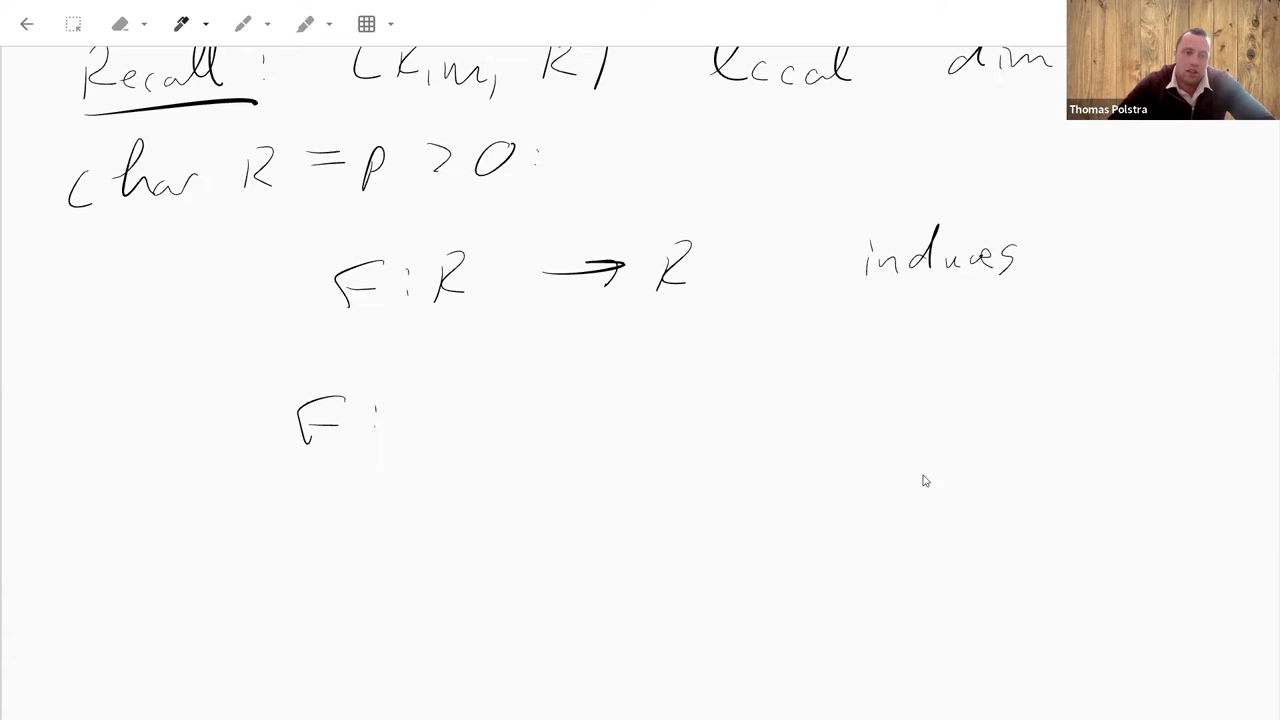 Recall: (R, m, k) local dim
Thomas Polstra
char R = p > 0:
F: R → R induces
F: